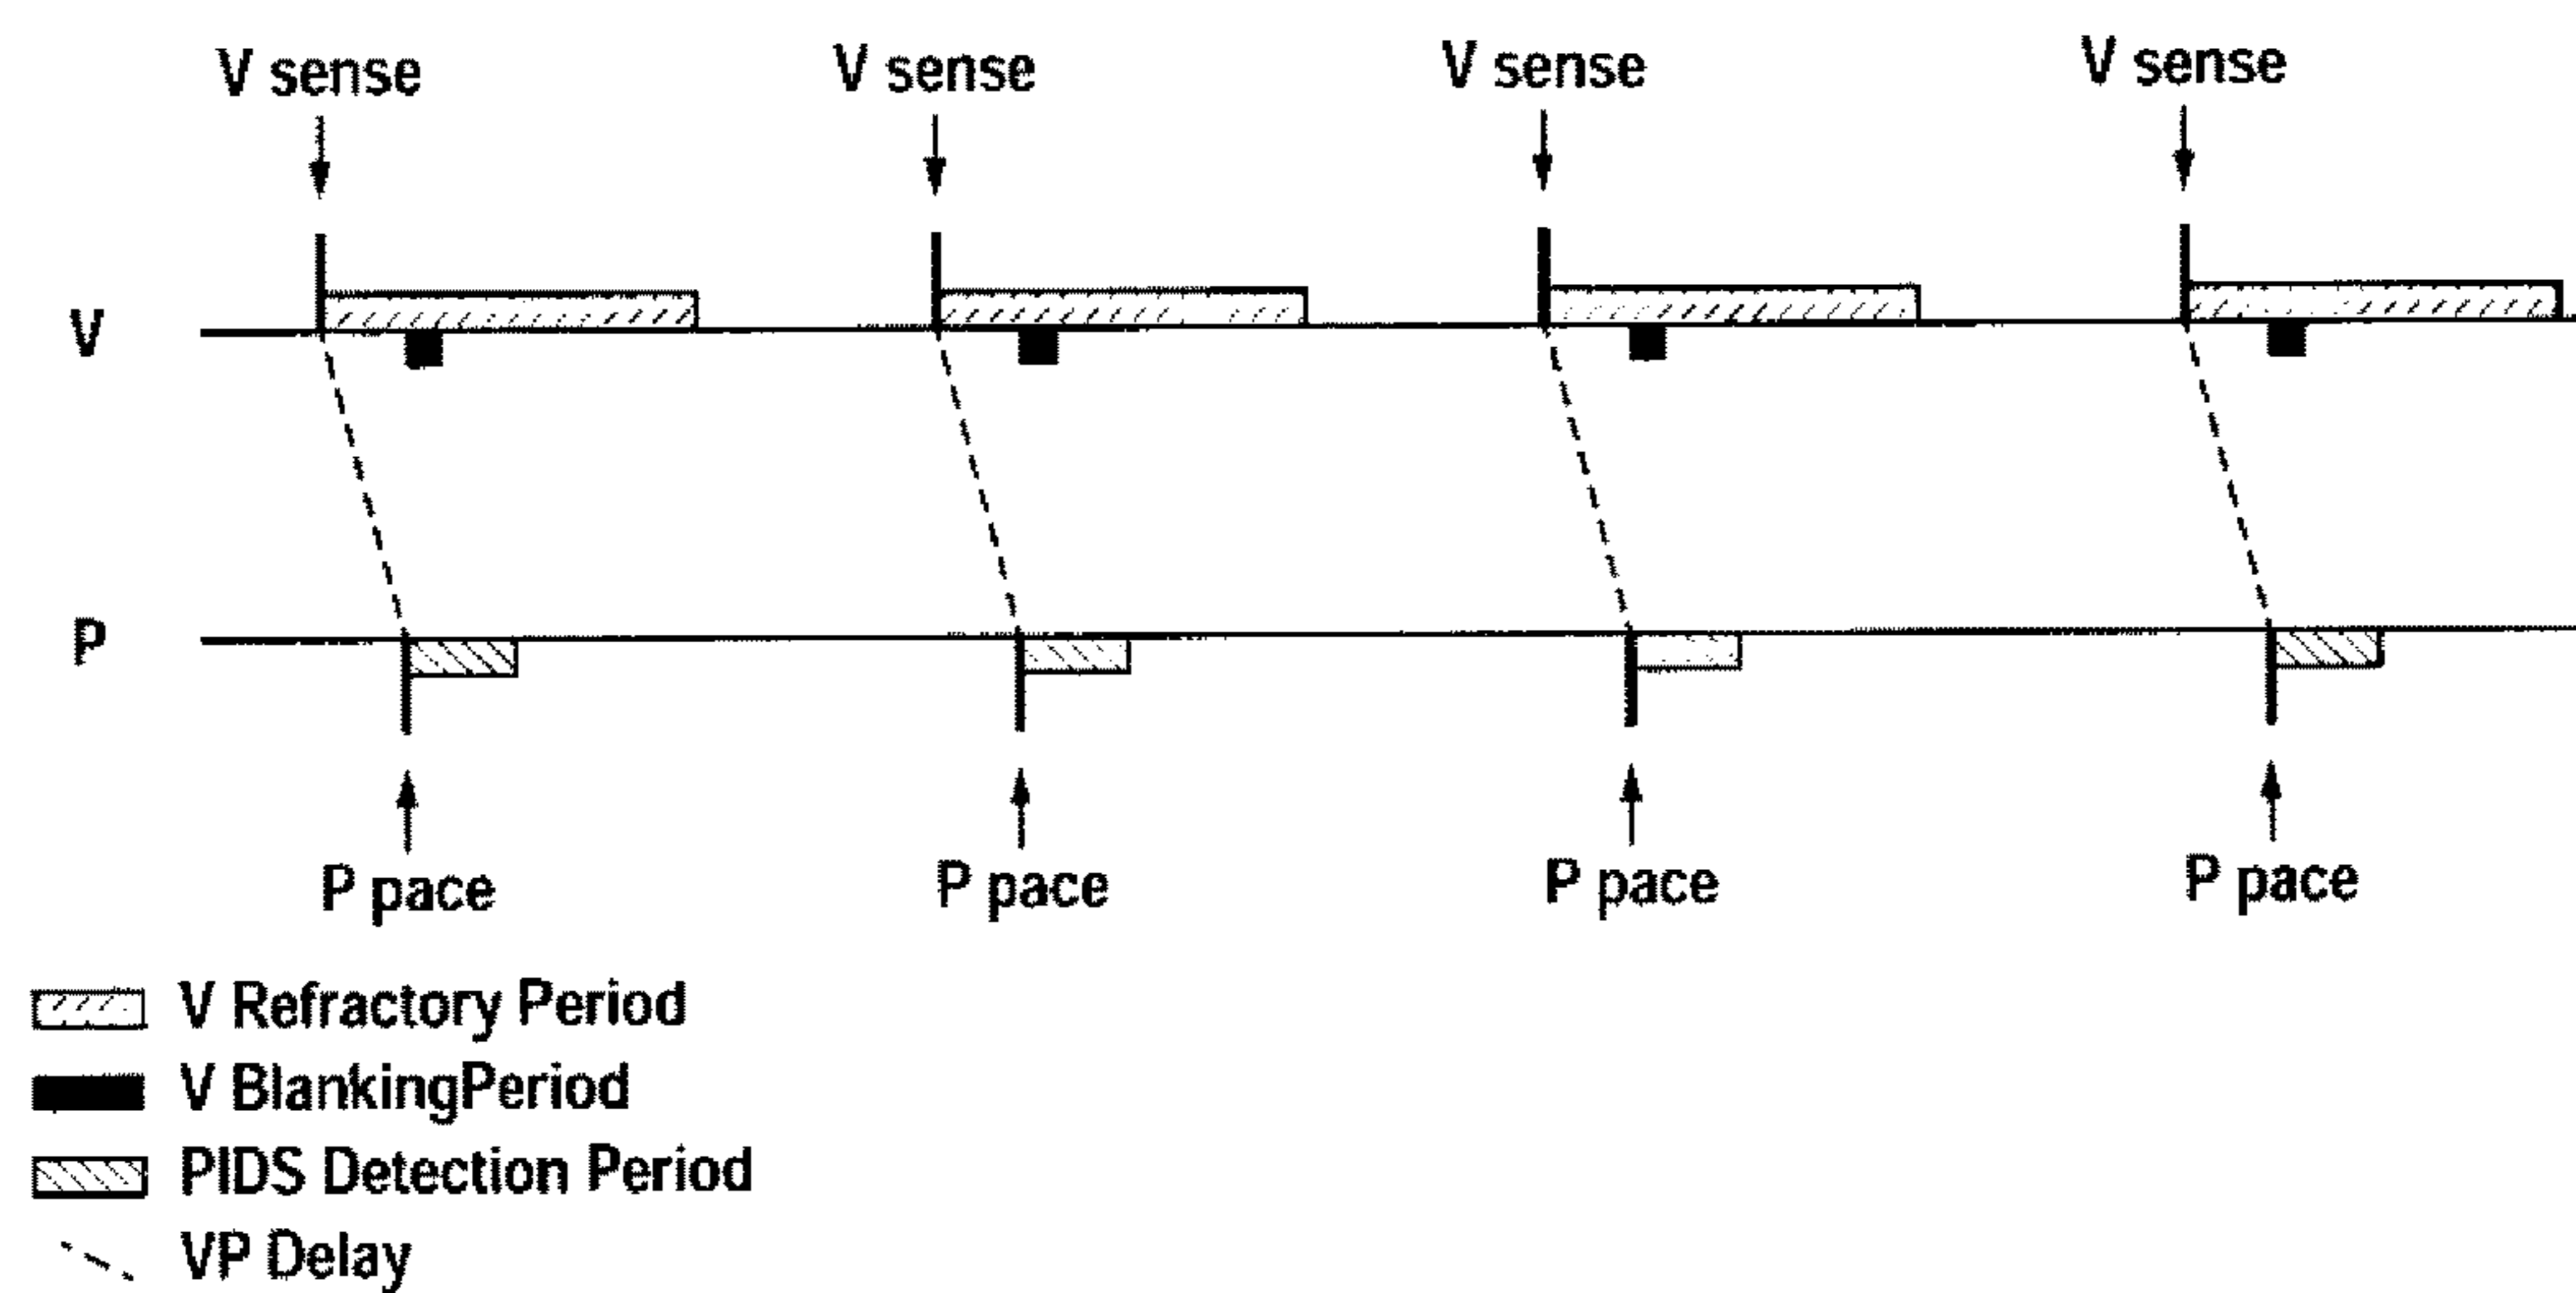 V sense V sense V sense V sense
V
P
P pace P pace P pace P pace
V Refractory Period
V BlankingPeriod
PIDS Detection Period
VP Delay